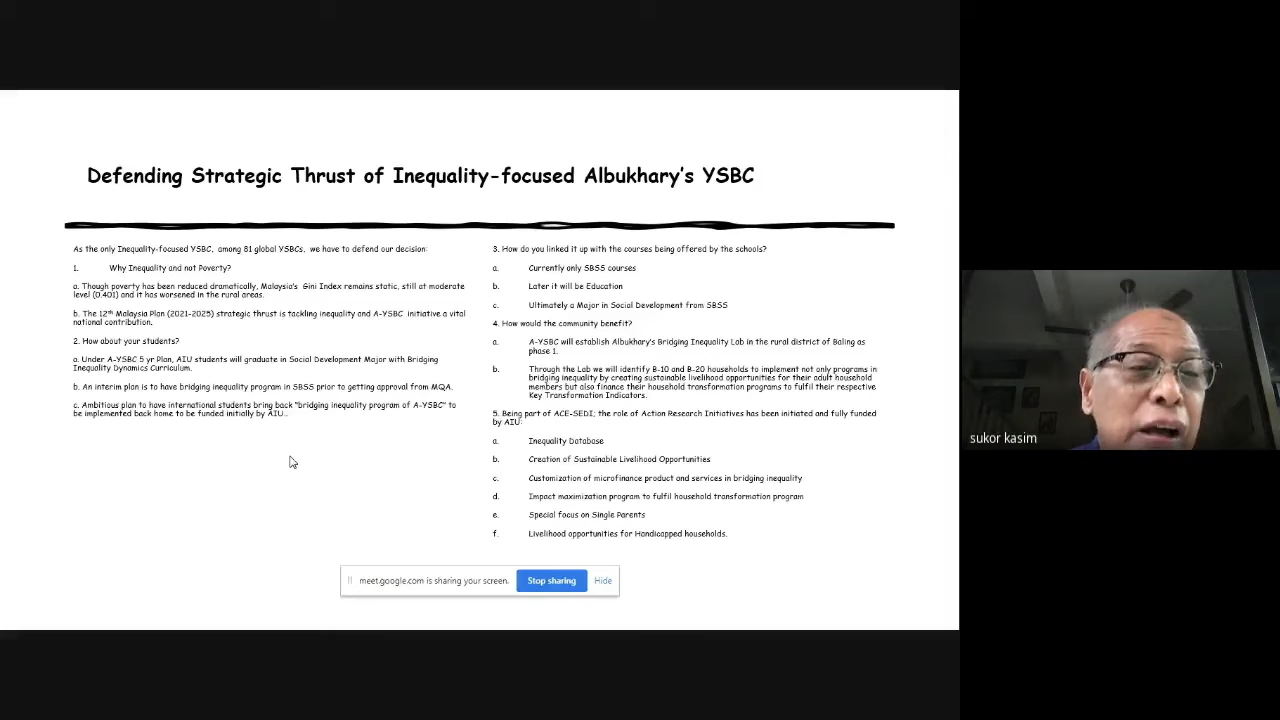 Defending Strategic Thrust of Inequality-focused Albukhary's YSBC
As the only Inequality-focused YSBC, among 81 global YSBCs, we have to defend our decision:
1. Why Inequality and not Poverty?
a. Though poverty has been reduced dramatically, Malaysia's Gini Index remains static, still at moderate
level (0.401) and it has worsened in the rural areas.
b. The 12th Malaysia Plan (2021-2025) strategic thrust is tackling inequality and A-YSBC initiative a vital
national contribution.
2. How about your students?
a. Under A-YSBC 5 yr Plan, AIU students will graduate in Social Development Major with Bridging
Inequality Dynamics Curriculum.
b. An interim plan is to have bridging inequality program in SBSS prior to getting approval from MQA.
c. Ambitious plan to have international students bring back "bridging inequality program of A-YSBC" to
be implemented back home to be funded initially by AIU..
3. How do you linked it up with the courses being offered by the schools?
a. Currently only SBSS courses
b. Later it will be Education
c. Ultimately a Major in Social Development from SBSS
4. How would the community benefit?
a. A-YSBC will establish Albukhary's Bridging Inequality Lab in the rural district of Baling as
phase 1.
b. Through the Lab we will identify B-10 and B-20 households to implement not only programs in
bridging inequality by creating sustainable livelihood opportunities for their adult household
members but also finance their household transformation programs to fulfil their respective
Key Transformation Indicators.
5. Being part of ACE-SEDI; the role of Action Research Initiatives has been initiated and fully funded
by AIU:
a. Inequality Database
b. Creation of Sustainable Livelihood Opportunities
c. Customization of microfinance product and services in bridging inequality
d. Impact maximization program to fulfil household transformation program
e. Special focus on Single Parents
f. Livelihood opportunities for Handicapped households.
meet.google.com is sharing your screen. Stop sharing Hide
sukor kasim